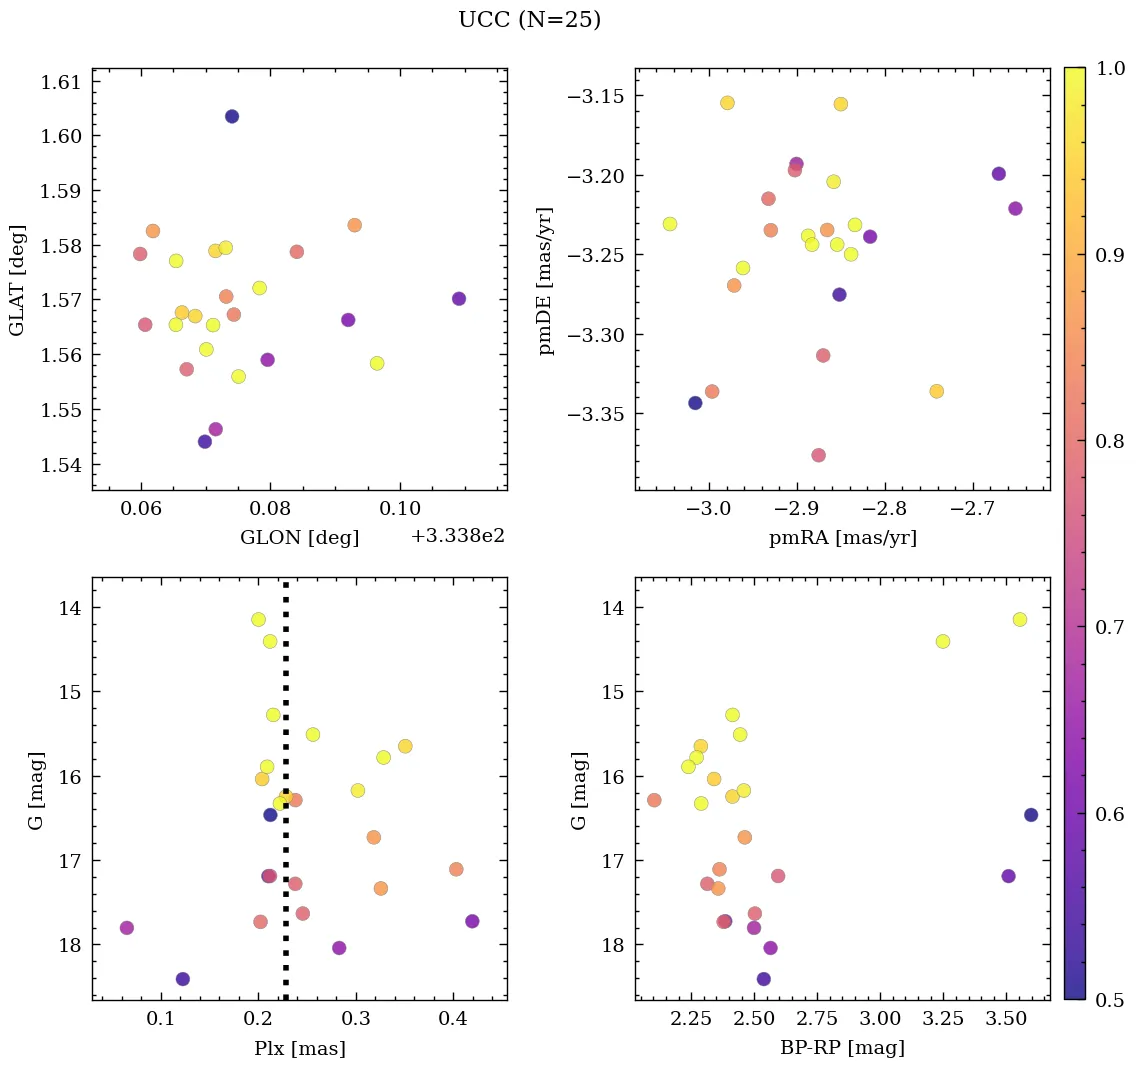 UCC (N=25)
1.61
1.60
1.59
1.58
1.57
1.56
1.55
1.54
GLAT [deg]
0.06 0.08 0.10
GLON [deg] +3.338e2
−3.15
−3.20
−3.25
−3.30
−3.35
pmDE [mas/yr]
−3.0 −2.9 −2.8 −2.7
pmRA [mas/yr]
14
15
16
17
18
G [mag]
0.1 0.2 0.3 0.4
Plx [mas]
14
15
16
17
18
G [mag]
2.25 2.50 2.75 3.00 3.25 3.50
BP-RP [mag]
1.0
0.9
0.8
0.7
0.6
0.5